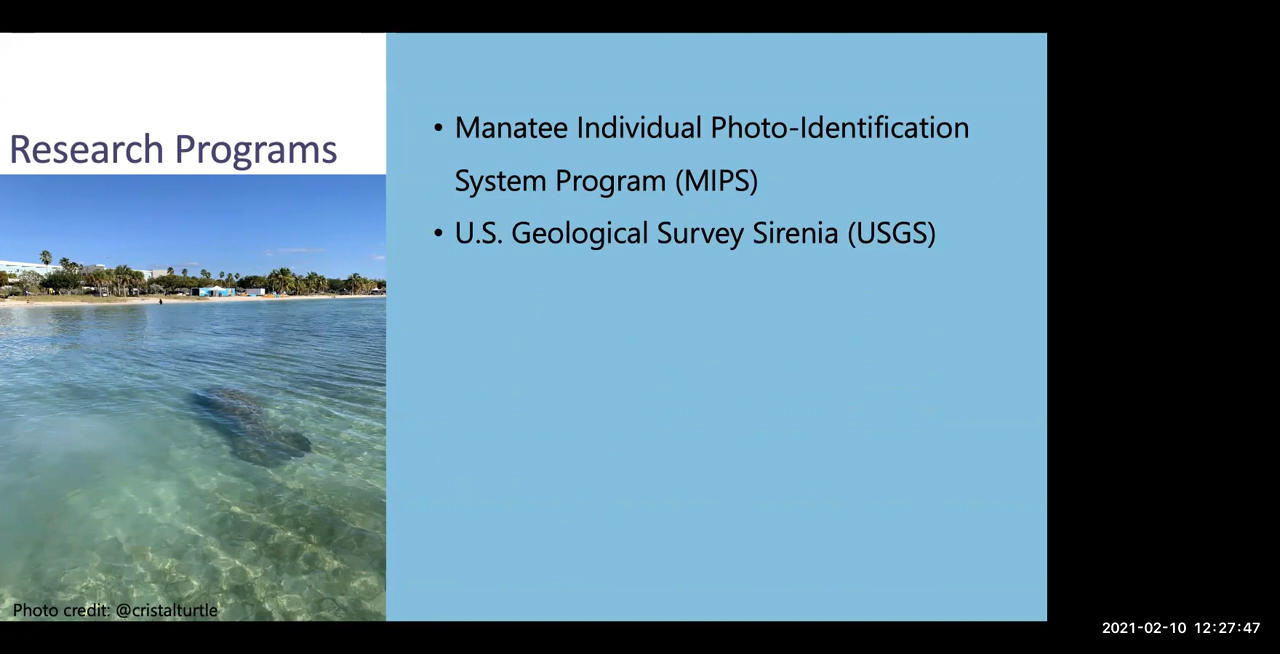 Research Programs
• Manatee Individual Photo-Identification
System Program (MIPS)
• U.S. Geological Survey Sirenia (USGS)
Photo credit: @cristalturtle
2021-02-10 12:27:47